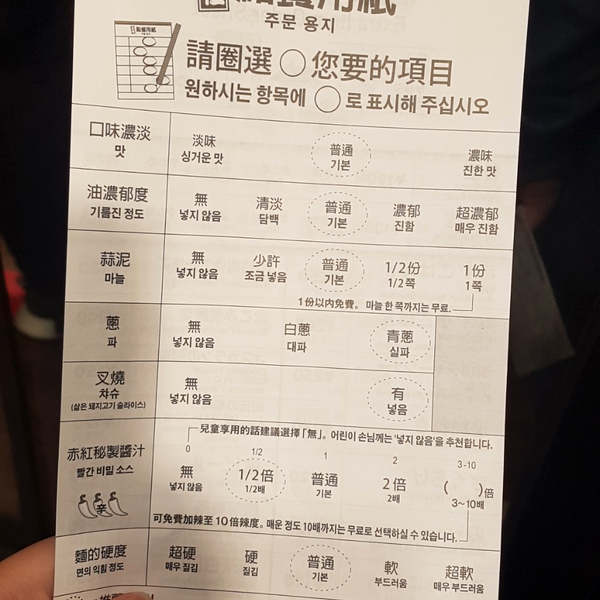 點餐用紙
주문 용지
請圈選 ○ 您要的項目
원하시는 항목에 ○ 로 표시해 주십시오
口味濃淡 淡味 普通 濃味
맛 싱거운 맛 기본 진한 맛
油濃郁度 無 清淡 普通 濃郁 超濃郁
기름진 정도 넣지 않음 담백 기본 진함 매우 진함
蒜泥 無 少許 普通 1/2份 1份
마늘 넣지 않음 조금 넣음 기본 1/2쪽 1쪽
1份以內免費。 마늘 한 쪽까지는 무료.
蔥 無 白蔥 青蔥
파 넣지 않음 대파 실파
叉燒 無 有
챠슈 넣지 않음 넣음
(삶은 돼지고기 슬라이스)
兒童享用的話建議選擇「無」。어린이 손님께는 '넣지 않음'을 추천합니다.
0 1/2 1 2 3-10
赤紅秘製醬汁 無 1/2倍 普通 2倍 ( )倍
빨간 비밀 소스 넣지 않음 1/2배 기본 2배 3~10배
辛
可免費加辣至 10 倍辣度。매운 정도 10배까지는 무료로 선택하실 수 있습니다.
麵的硬度 超硬 硬 普通 軟 超軟
면의 익힘 정도 매우 질김 질김 기본 부드러움 매우 부드러움